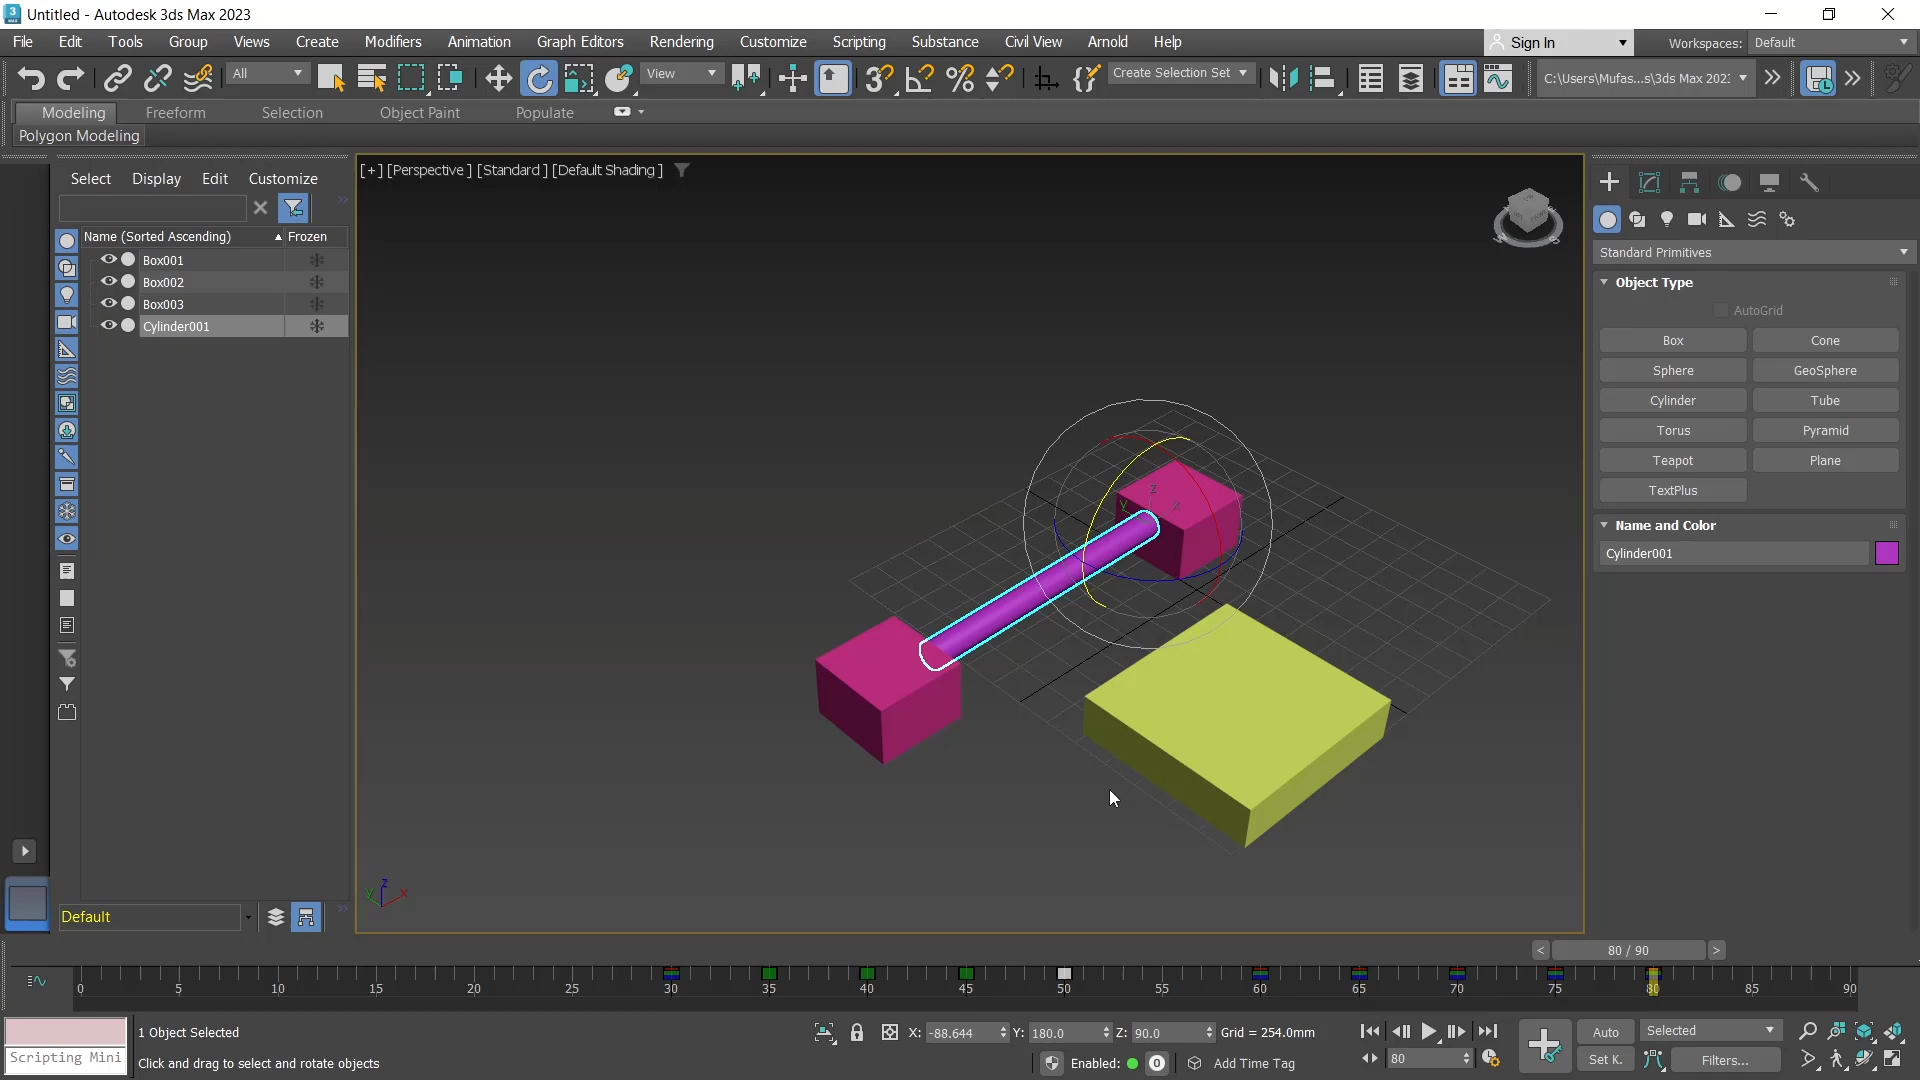 Untitled - Autodesk 3ds Max 2023
File Edit Tools Group Views Create Modifiers Animation Graph Editors Rendering Customize Scripting Substance Civil View Arnold Help
Sign In
Workspaces: Default
All
View
Create Selection Set
C:\Users\Mufas...s\3ds Max 202
Modeling Freeform Selection Object Paint Populate
Polygon Modeling
Select Display Edit Customize
[+] [Perspective ] [Standard ] [Default Shading ]
Name (Sorted Ascending) Frozen
Box001
Box002
Box003
Cylinder001
Standard Primitives
Object Type
AutoGrid
Box Cone
Sphere GeoSphere
Cylinder Tube
Torus Pyramid
Teapot Plane
TextPlus
Name and Color
Cylinder001
Default
< 80 / 90 >
0 5 10 15 20 25 30 35 40 45 50 55 60 65 70 75 80 85 90
1 Object Selected
X: -88.644 Y: 180.0 Z: 90.0 Grid = 254.0mm
Auto Selected
Scripting Mini
Click and drag to select and rotate objects
Enabled: 0 Add Time Tag
80
Set K. Filters...